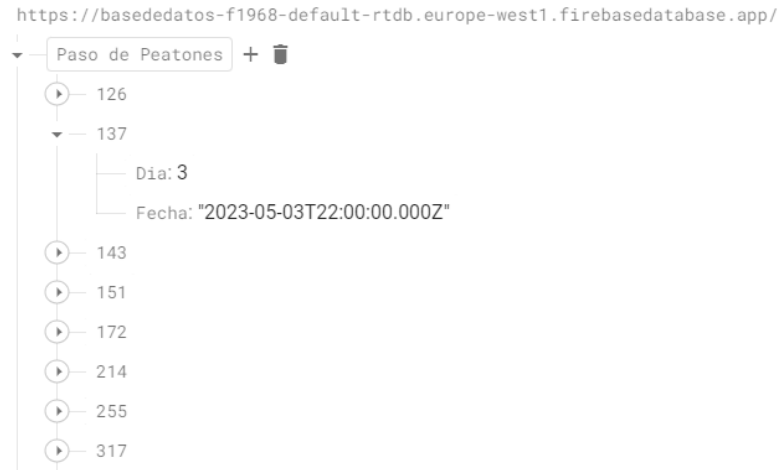 https://basededatos-f1968-default-rtdb.europe-west1.firebasedatabase.app/
Paso de Peatones
126
137
Dia: 3
Fecha: "2023-05-03T22:00:00.000Z"
143
151
172
214
255
317